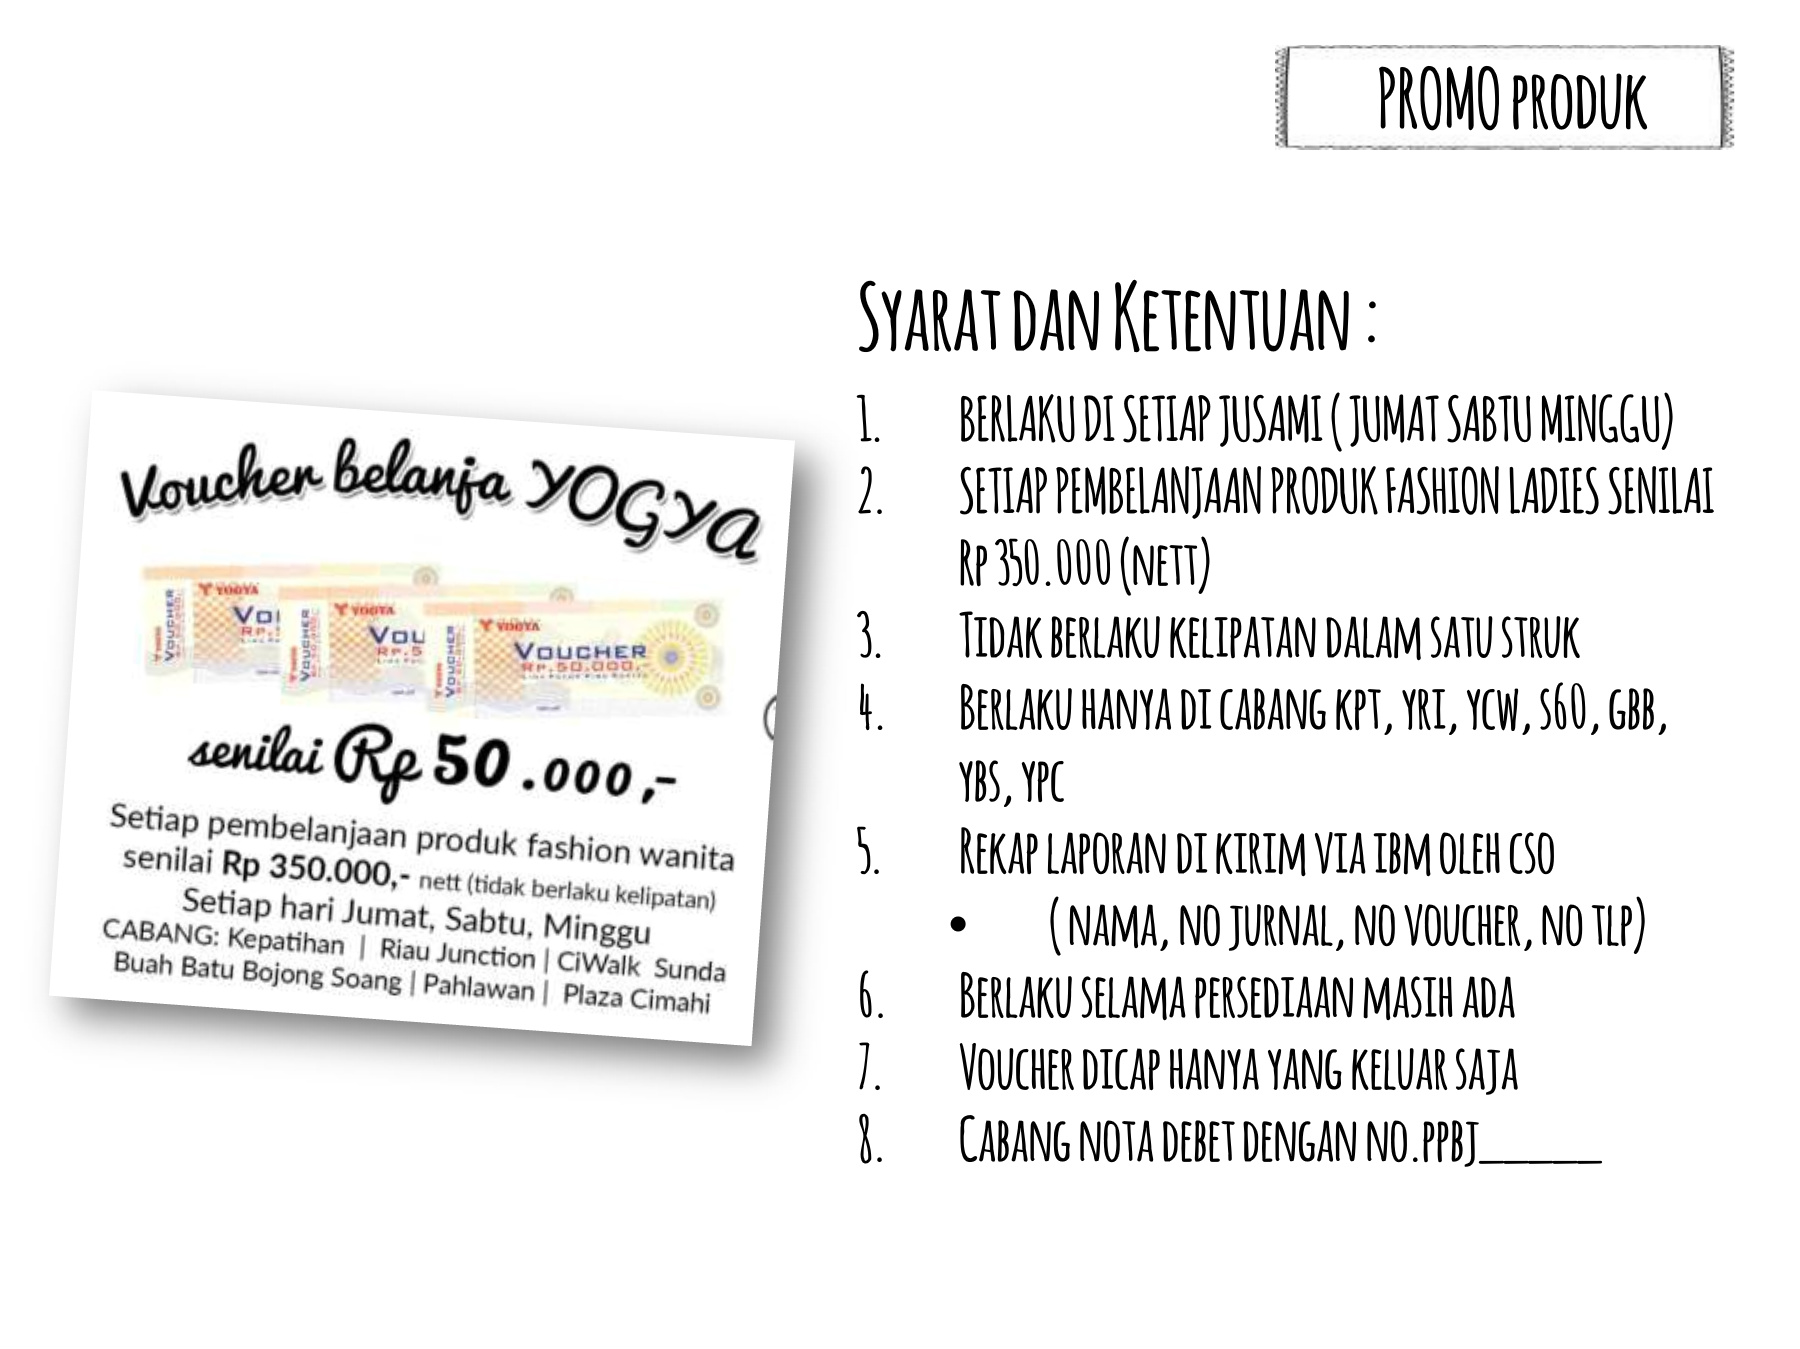 PROMO PRODUK
Voucher belanja YOGYA
YOGYA
VOUCHER
RP.50.000,-
senilai Rp 50.000,-
Setiap pembelanjaan produk fashion wanita
senilai Rp 350.000,- nett (tidak berlaku kelipatan)
Setiap hari Jumat, Sabtu, Minggu
CABANG: Kepatihan | Riau Junction | CiWalk Sunda
Buah Batu Bojong Soang | Pahlawan | Plaza Cimahi
SYARAT DAN KETENTUAN :
1. BERLAKU DI SETIAP JUSAMI ( JUMAT SABTU MINGGU)
2. SETIAP PEMBELANJAAN PRODUK FASHION LADIES SENILAI
RP 350.000 (NETT)
3. TIDAK BERLAKU KELIPATAN DALAM SATU STRUK
4. BERLAKU HANYA DI CABANG KPT, YRI, YCW, S60, GBB,
YBS, YPC
5. REKAP LAPORAN DI KIRIM VIA IBM OLEH CSO
• ( NAMA, NO JURNAL, NO VOUCHER, NO TLP)
6. BERLAKU SELAMA PERSEDIAAN MASIH ADA
7. VOUCHER DICAP HANYA YANG KELUAR SAJA
8. CABANG NOTA DEBET DENGAN NO.PPBJ______